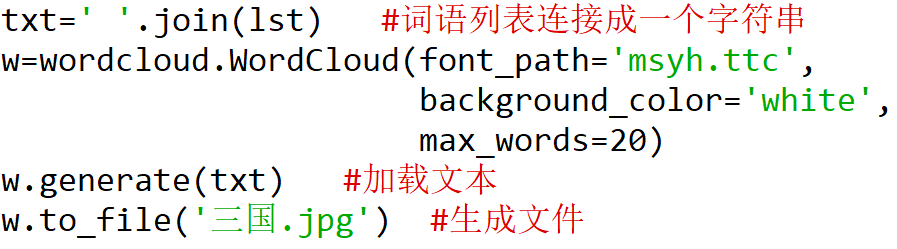 txt=' '.join(lst)   #词语列表连接成一个字符串
w=wordcloud.WordCloud(font_path='msyh.ttc',
                      background_color='white',
                      max_words=20)
w.generate(txt)   #加载文本
w.to_file('三国.jpg')  #生成文件